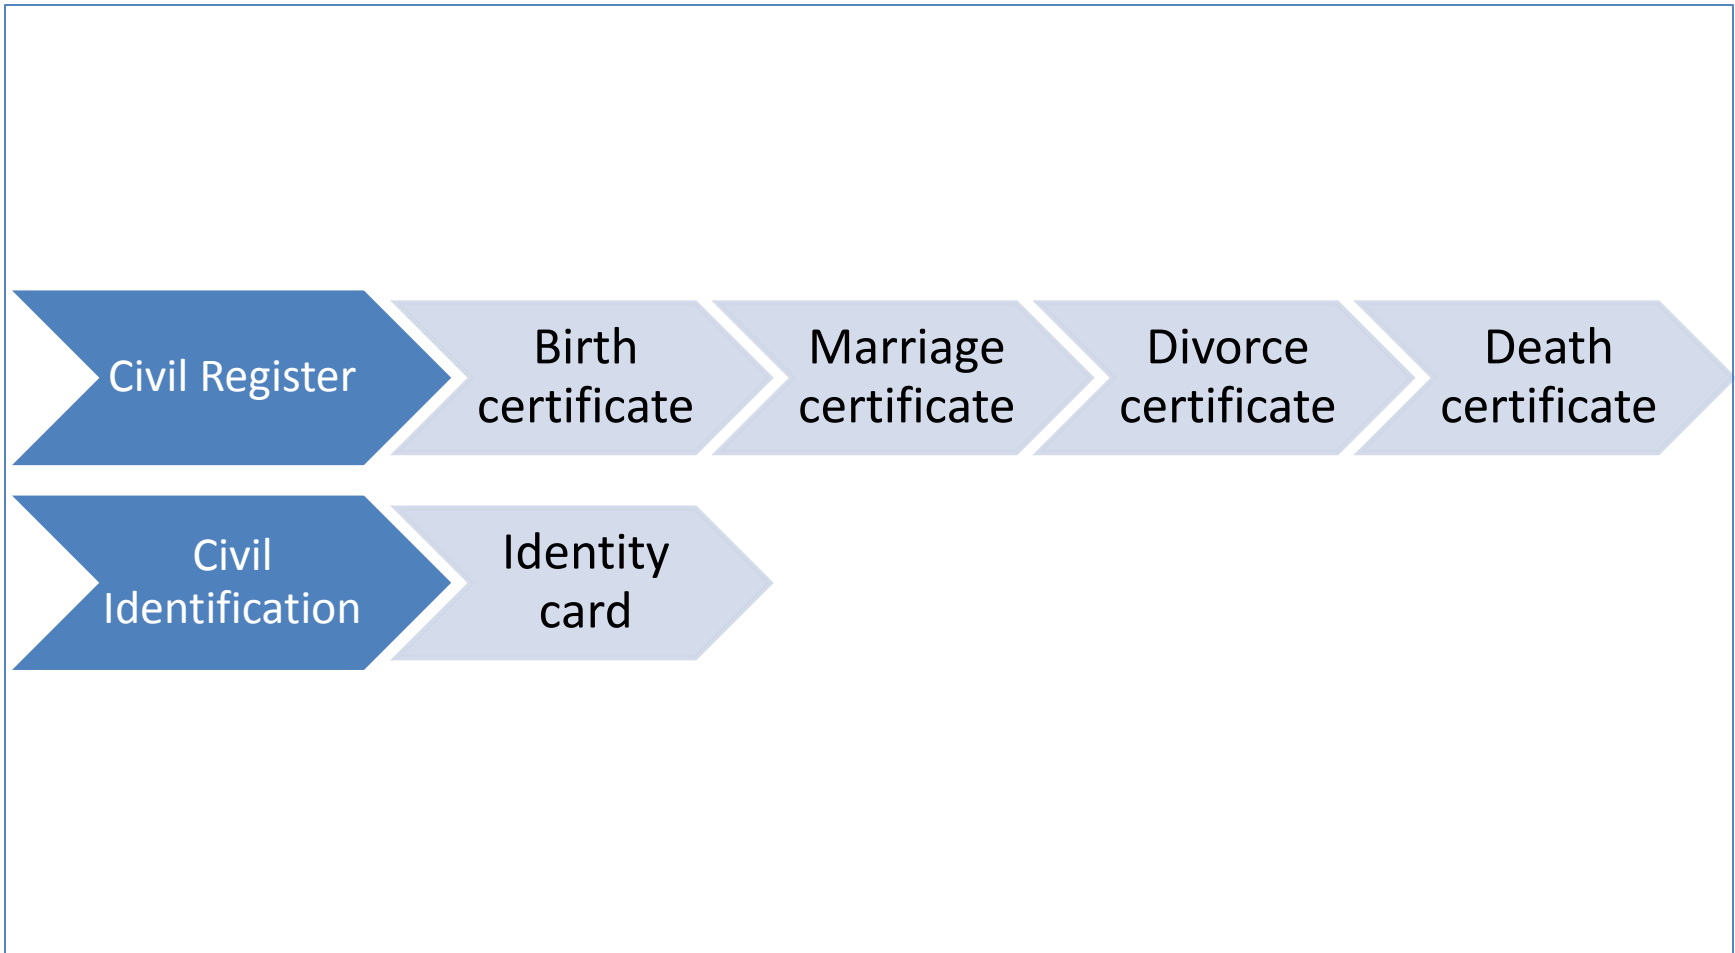 Civil Register
Birth
certificate
Marriage
certificate
Divorce
certificate
Death
certificate
Civil
Identification
Identity
card